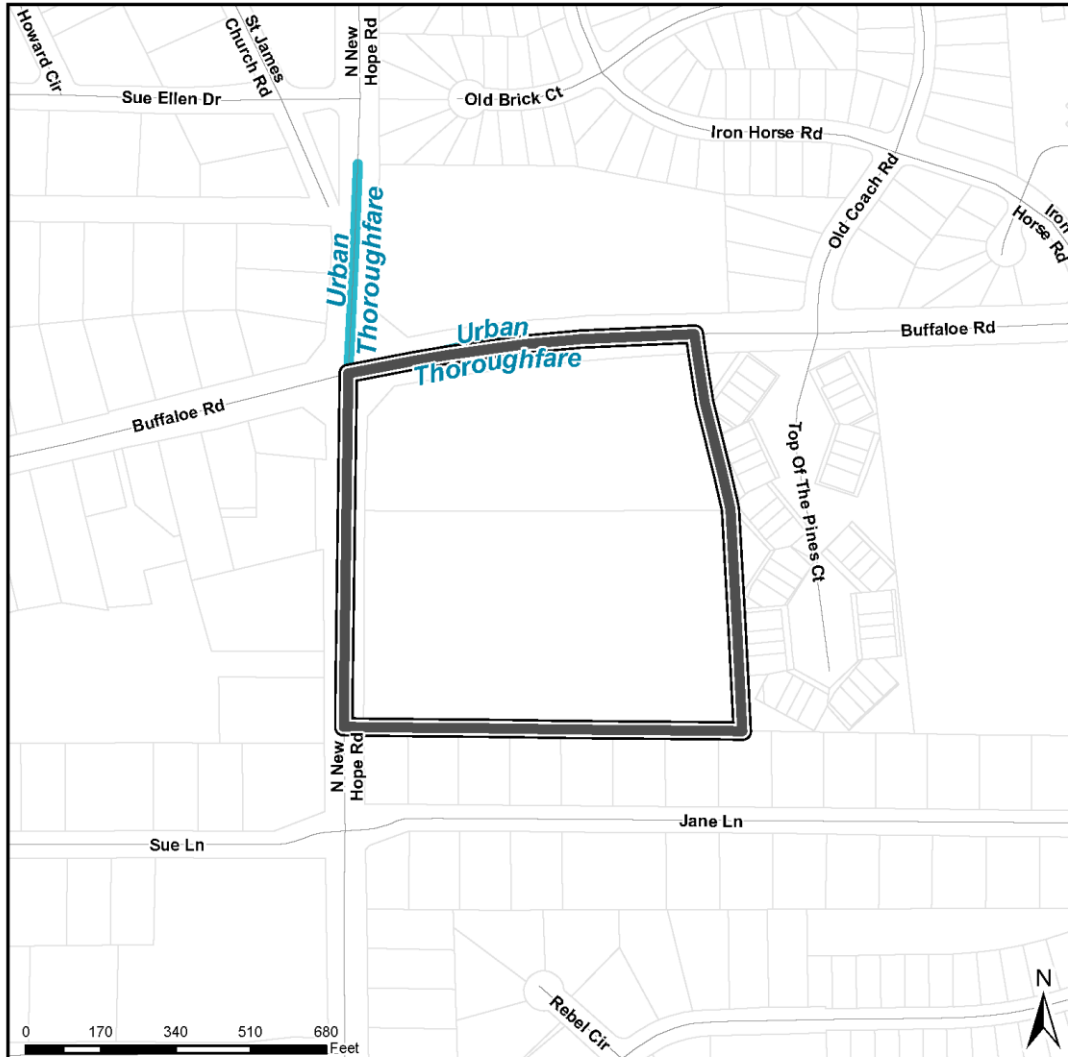 Howard Cir
St James
Church Rd
N New
Hope Rd
Sue Ellen Dr
Old Brick Ct
Iron Horse Rd
Old Coach Rd
Iron
Horse Rd
Urban
Thoroughfare
Urban
Thoroughfare
Buffaloe Rd
Buffaloe Rd
Top Of The Pines Ct
N New
Hope Rd
Jane Ln
Sue Ln
Rebel Cir
N
0 170 340 510 680
Feet